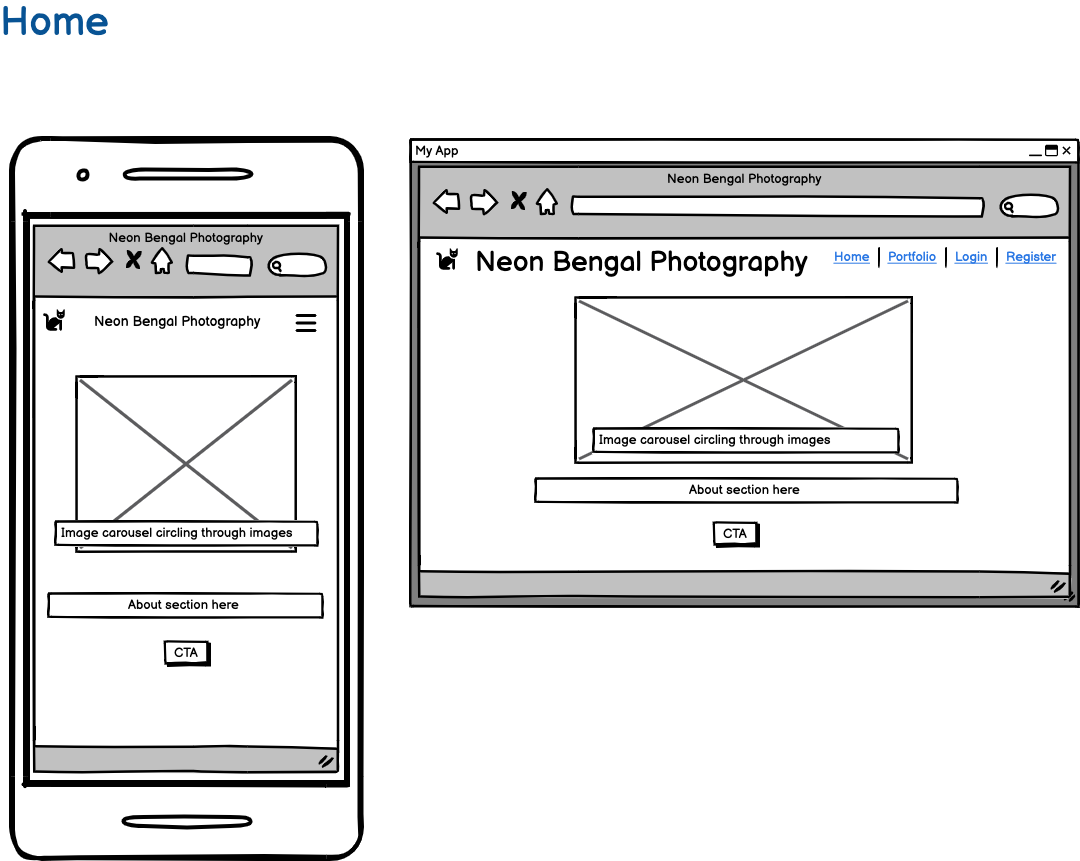 Home
Neon Bengal Photography
Neon Bengal Photography
Image carousel circling through images
About section here
CTA
My App
Neon Bengal Photography
Neon Bengal Photography
Home | Portfolio | Login | Register
Image carousel circling through images
About section here
CTA